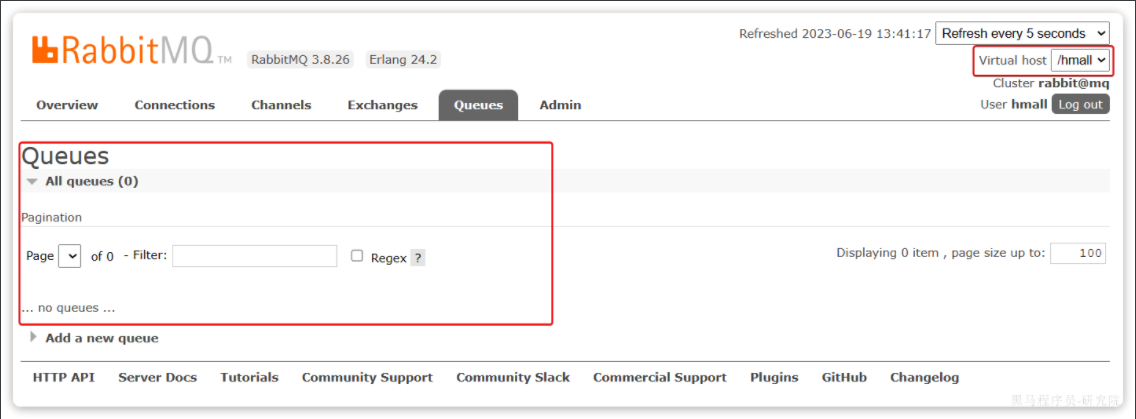 Refreshed 2023-06-19 13:41:17 Refresh every 5 seconds
RabbitMQ TM RabbitMQ 3.8.26 Erlang 24.2
Virtual host /hmall
Cluster rabbit@mq
User hmall Log out
Overview Connections Channels Exchanges Queues Admin
Queues
All queues (0)
Pagination
Page of 0 - Filter: Regex ? Displaying 0 item , page size up to: 100
... no queues ...
Add a new queue
HTTP API Server Docs Tutorials Community Support Community Slack Commercial Support Plugins GitHub Changelog
黑马程序员-研究院